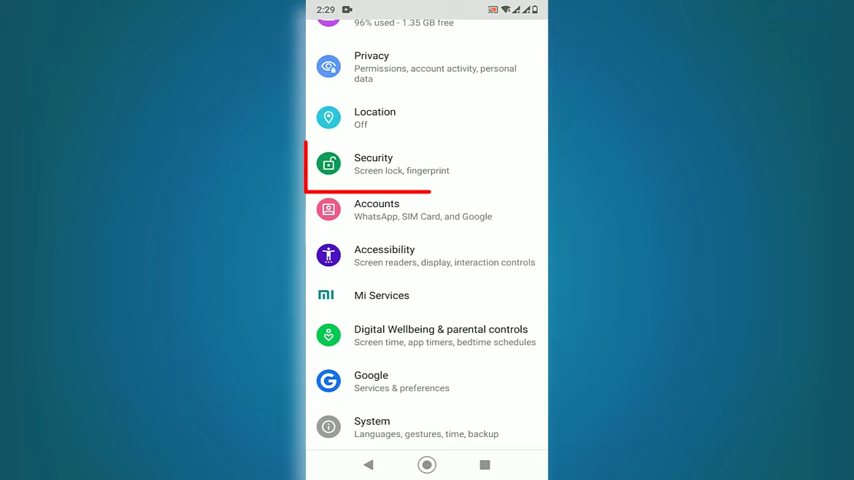 2:29
96% used - 1.35 GB free
Privacy
Permissions, account activity, personal
data
Location
Off
Security
Screen lock, fingerprint
Accounts
WhatsApp, SIM Card, and Google
Accessibility
Screen readers, display, interaction controls
Mi Services
Digital Wellbeing & parental controls
Screen time, app timers, bedtime schedules
Google
Services & preferences
System
Languages, gestures, time, backup